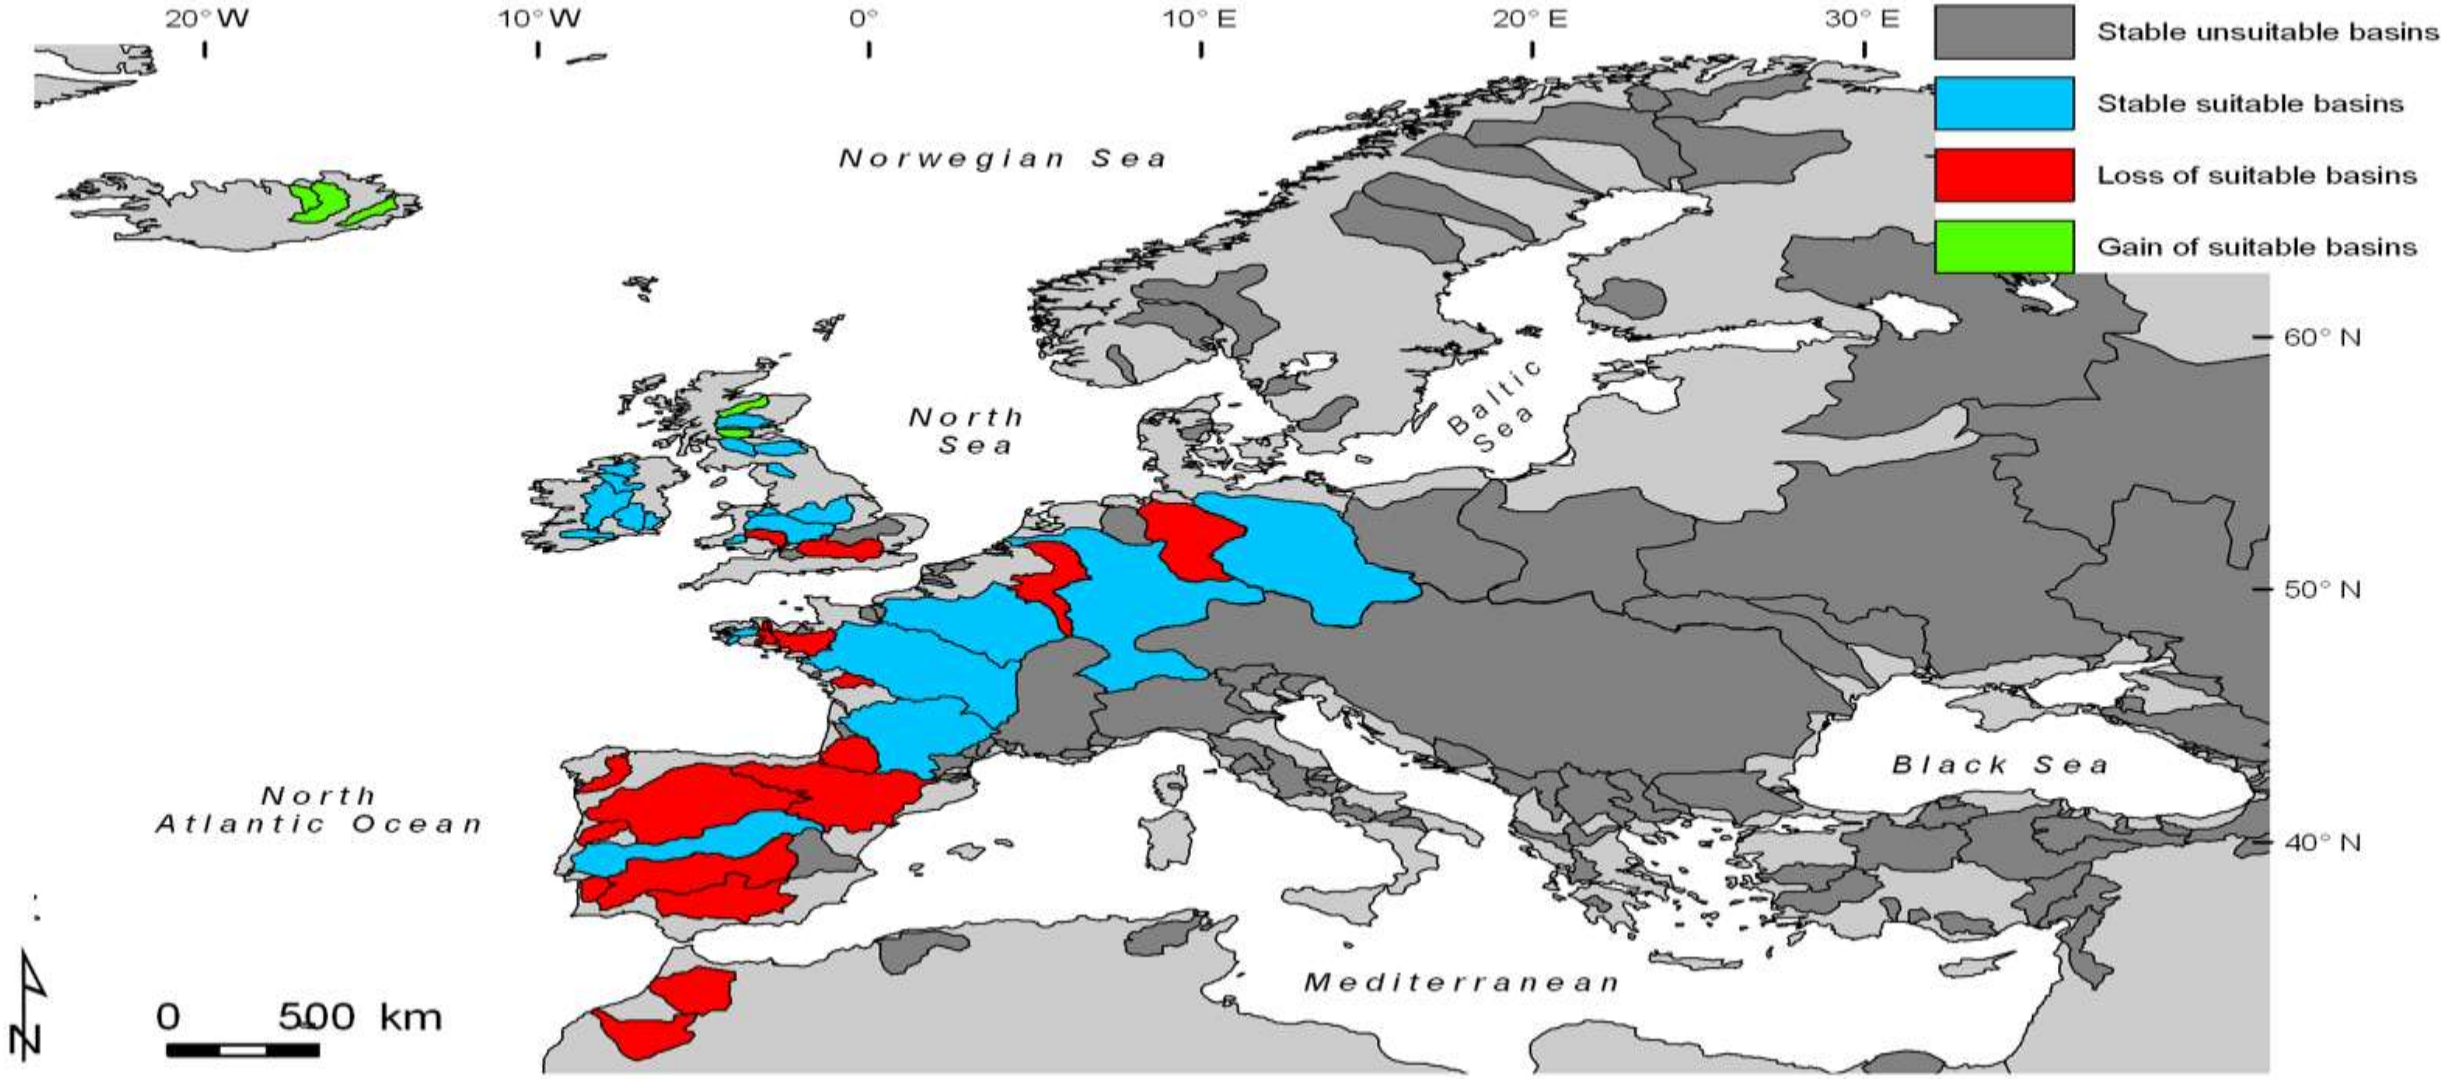 20° W
10° W
0°
10° E
20° E
30° E
Stable unsuitable basins
Stable suitable basins
Loss of suitable basins
Gain of suitable basins
Norwegian Sea
60° N
North
Sea
Baltic
Sea
50° N
Black Sea
North
Atlantic Ocean
40° N
Mediterranean
0 500 km
N